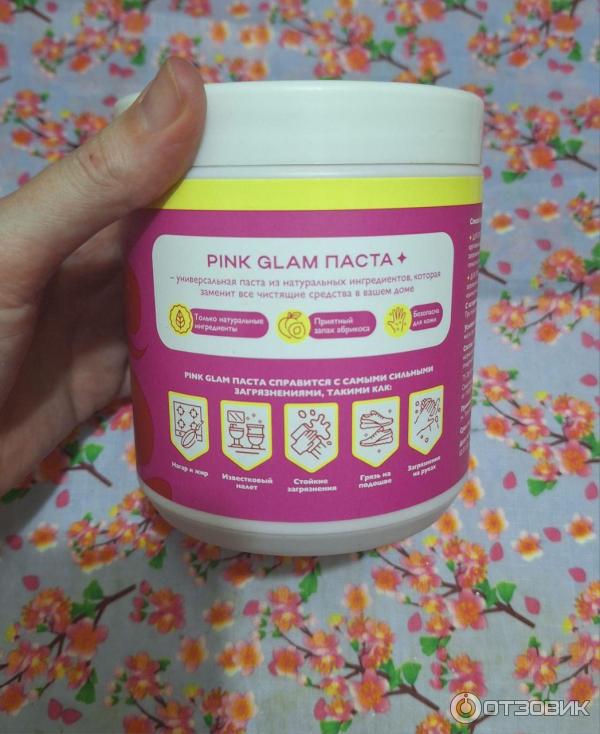 PINK GLAM ПАСТА
– универсальная паста из натуральных ингредиентов, которая
заменит все чистящие средства в вашем доме
Только натуральные
ингредиенты
Приятный
запах абрикоса
Безопасна
для кожи
PINK GLAM ПАСТА СПРАВИТСЯ С САМЫМИ СИЛЬНЫМИ
ЗАГРЯЗНЕНИЯМИ, ТАКИМИ КАК:
Нагар и жир
Известковый
налет
Стойкие
загрязнения
Грязь на
подошве
Загрязнения
на руках
ОТЗОВИК